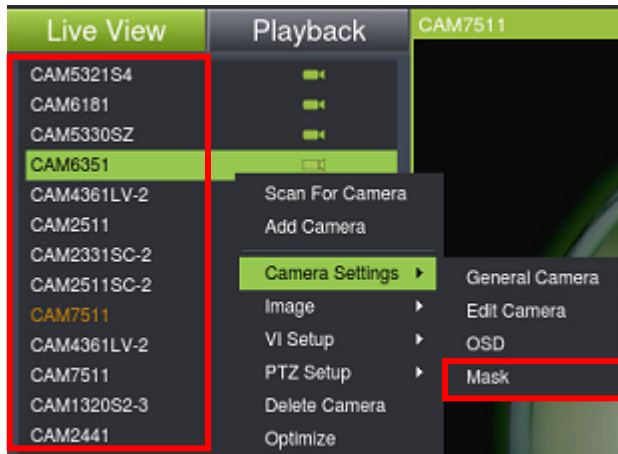 Live View
Playback
CAM7511
CAM5321S4
CAM6181
CAM5330SZ
CAM6351
CAM4361LV-2
CAM2511
CAM2331SC-2
CAM2511SC-2
CAM7511
CAM4361LV-2
CAM7511
CAM1320S2-3
CAM2441
Scan For Camera
Add Camera
Camera Settings
Image
VI Setup
PTZ Setup
Delete Camera
Optimize
General Camera
Edit Camera
OSD
Mask